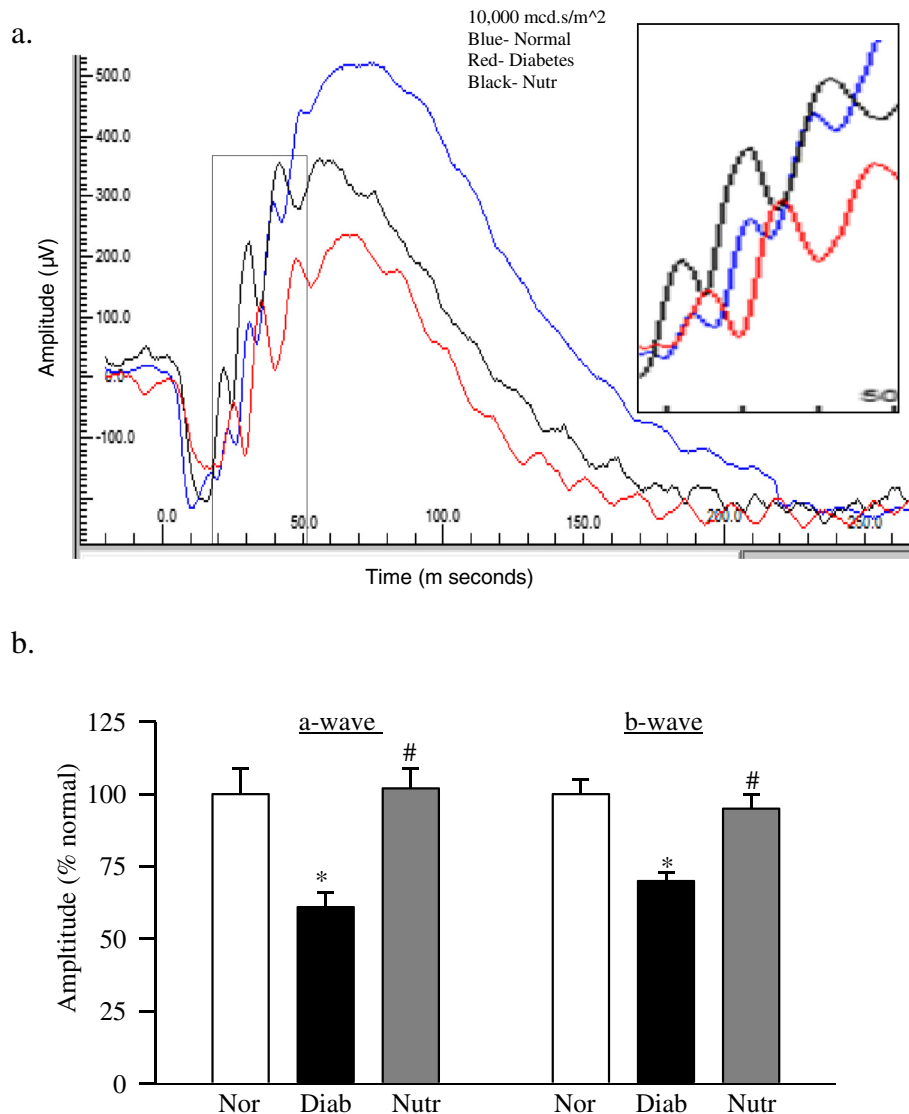 a.
10,000 mcd.s/m^2
Blue- Normal
Red- Diabetes
Black- Nutr
500.0
400.0
300.0
200.0
100.0
0.0
-100.0
Amplitude (µV)
0.0 50.0 100.0 150.0 200.0 250.0
Time (m seconds)
b.
a-wave b-wave
Ampltitude (% normal)
125
100
75
50
25
0
# #
* *
Nor Diab Nutr Nor Diab Nutr